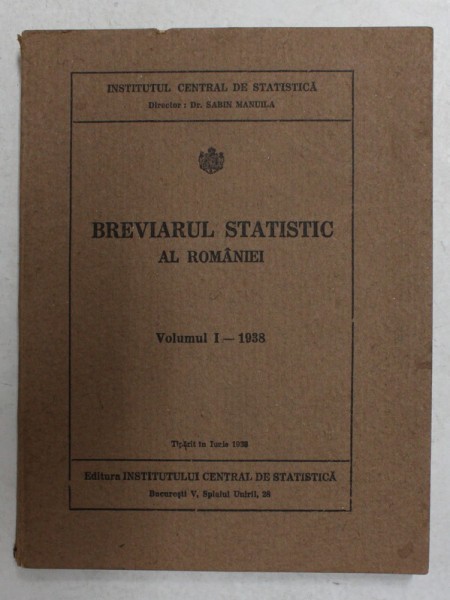 INSTITUTUL CENTRAL DE STATISTICĂ
Director : Dr. SABIN MANUILA
BREVIARUL STATISTIC
AL ROMÂNIEI
Volumul I — 1938
Tipărit în Iunie 1938
Editura INSTITUTULUI CENTRAL DE STATISTICĂ
Bucureşti V, Splaiul Unirii, 28